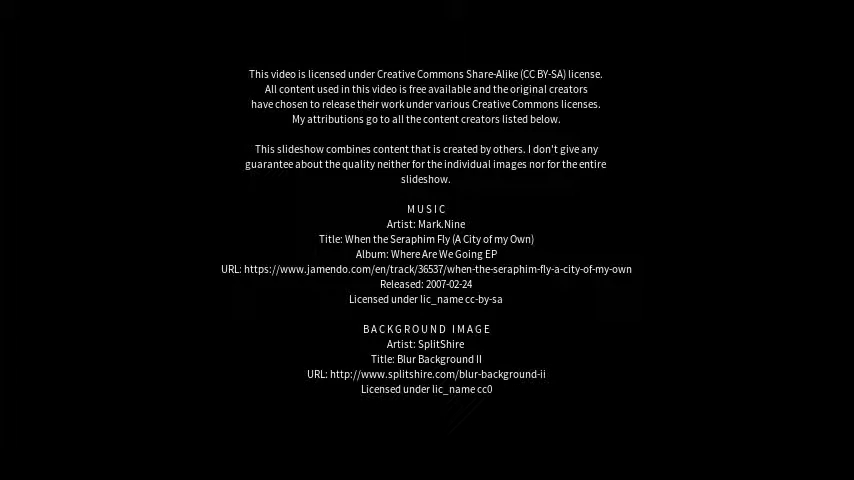 This video is licensed under Creative Commons Share-Alike (CC BY-SA) license.
All content used in this video is free available and the original creators
have chosen to release their work under various Creative Commons licenses.
My attributions go to all the content creators listed below.
This slideshow combines content that is created by others. I don't give any
guarantee about the quality neither for the individual images nor for the entire
slideshow.
MUSIC
Artist: Mark.Nine
Title: When the Seraphim Fly (A City of my Own)
Album: Where Are We Going EP
URL: https://www.jamendo.com/en/track/36537/when-the-seraphim-fly-a-city-of-my-own
Released: 2007-02-24
Licensed under lic_name cc-by-sa
BACKGROUND IMAGE
Artist: SplitShire
Title: Blur Background II
URL: http://www.splitshire.com/blur-background-ii
Licensed under lic_name cc0